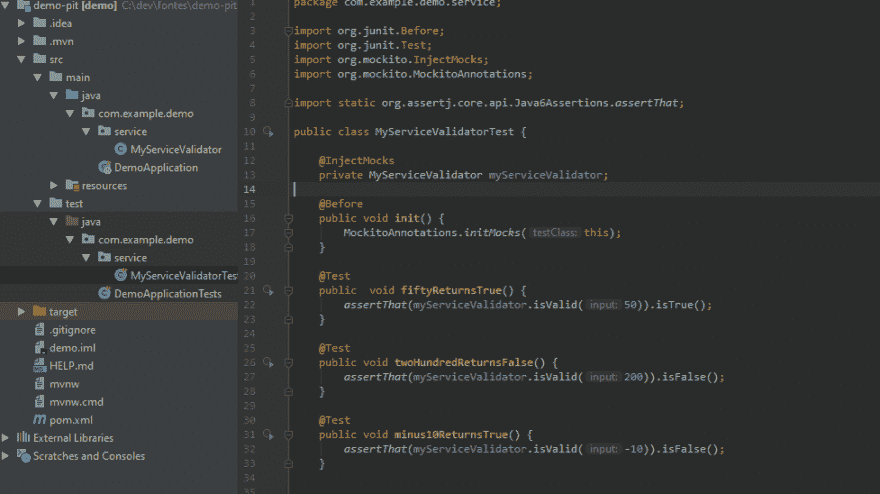 demo-pit [demo] C:\dev\fontes\demo-pit
.idea
.mvn
src
main
java
com.example.demo
service
MyServiceValidator
DemoApplication
resources
test
java
com.example.demo
service
MyServiceValidatorTest
DemoApplicationTests
target
.gitignore
demo.iml
HELP.md
mvnw
mvnw.cmd
pom.xml
External Libraries
Scratches and Consoles
1 package com.example.demo.service;
2
3 import org.junit.Before;
4 import org.junit.Test;
5 import org.mockito.InjectMocks;
6 import org.mockito.MockitoAnnotations;
7
8 import static org.assertj.core.api.Java6Assertions.assertThat;
9
10 public class MyServiceValidatorTest {
11
12 @InjectMocks
13 private MyServiceValidator myServiceValidator;
14
15 @Before
16 public void init() {
17 MockitoAnnotations.initMocks( testClass: this);
18 }
19
20 @Test
21 public  void fiftyReturnsTrue() {
22 assertThat(myServiceValidator.isValid( input: 50)).isTrue();
23 }
24
25 @Test
26 public void twoHundredReturnsFalse() {
27 assertThat(myServiceValidator.isValid( input: 200)).isFalse();
28 }
29
30 @Test
31 public void minus10ReturnsTrue() {
32 assertThat(myServiceValidator.isValid( input: -10)).isFalse();
33 }
34
35